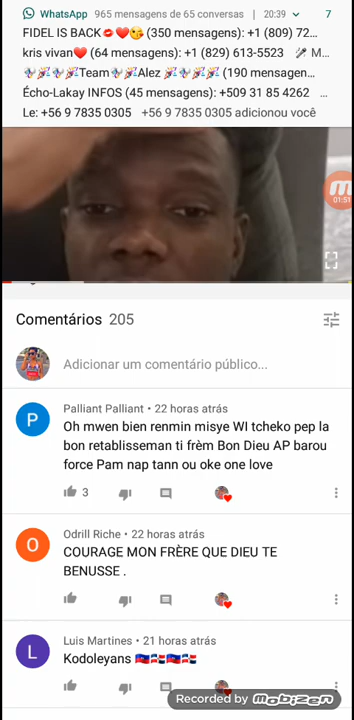 WhatsApp 965 mensagens de 65 conversas | 20:39 7
FIDEL IS BACK💋❤️😘 (350 mensagens): +1 (809) 72...
kris vivan❤️ (64 mensagens): +1 (829) 613-5523 🎤 M...
Team Alez (190 mensagen...
Écho-Lakay INFOS (45 mensagens): +509 31 85 4262 ...
Le: +56 9 7835 0305 +56 9 7835 0305 adicionou você
01:51
Comentários 205
Adicionar um comentário público...
P
Palliant Palliant • 22 horas atrás
Oh mwen bien renmin misye WI tcheko pep la
bon retablisseman ti frèm Bon Dieu AP barou
force Pam nap tann ou oke one love
3
O
Odrill Riche • 22 horas atrás
COURAGE MON FRÈRE QUE DIEU TE
BENUSSE .
L
Luis Martines • 21 horas atrás
Kodoleyans 🇭🇹🇩🇴🇭🇹🇩🇴
Recorded by mobizen